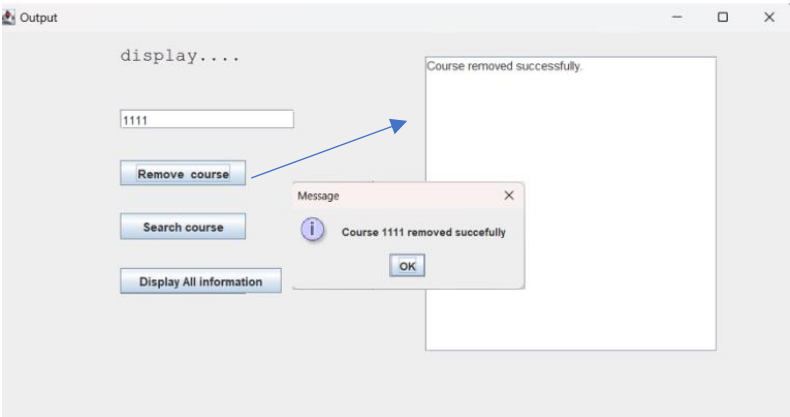 Output
display....
Course removed successfully.
1111
Remove course
Message
Search course
Course 1111 removed succefully
OK
Display All information